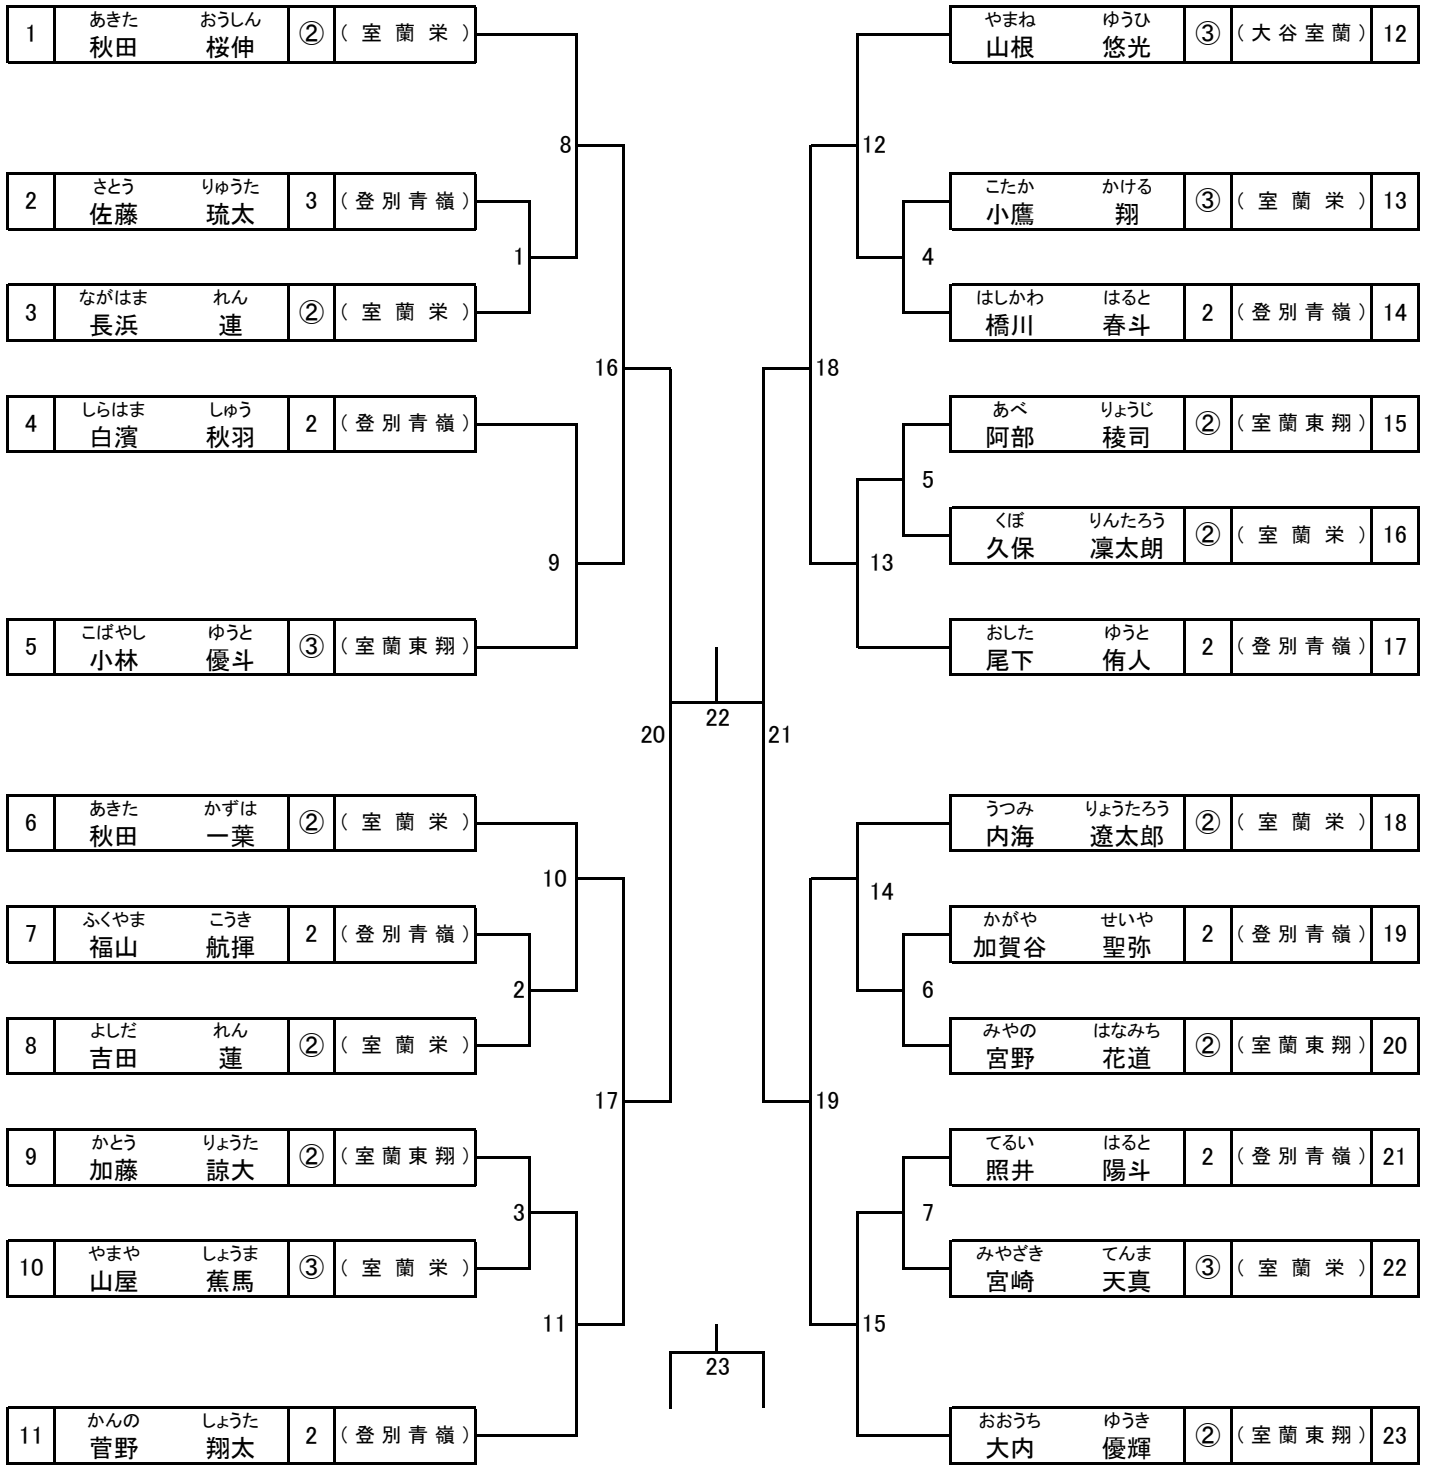 1 あきた おうしん ② (室蘭栄)
秋田 桜伸
2 さとう りゅうた 3 (登別青嶺)
佐藤 琉太
3 ながはま れん ② (室蘭栄)
長浜 連
4 しらはま しゅう 2 (登別青嶺)
白濱 秋羽
5 こばやし ゆうと ③ (室蘭東翔)
小林 優斗
6 あきた かずは ② (室蘭栄)
秋田 一葉
7 ふくやま こうき 2 (登別青嶺)
福山 航揮
8 よしだ れん ② (室蘭栄)
吉田 蓮
9 かとう りょうた ② (室蘭東翔)
加藤 諒大
10 やまや しょうま ③ (室蘭栄)
山屋 蕉馬
11 かんの しょうた 2 (登別青嶺)
菅野 翔太
8
1
16
9
20
10
2
17
3
11
22
23
12
4
18
5
13
21
14
6
19
7
15
やまね ゆうひ ③ (大谷室蘭) 12
山根 悠光
こたか かける ③ (室蘭栄) 13
小鷹 翔
はしかわ はると 2 (登別青嶺) 14
橋川 春斗
あべ りょうじ ② (室蘭東翔) 15
阿部 稜司
くぼ りんたろう ② (室蘭栄) 16
久保 凜太朗
おした ゆうと 2 (登別青嶺) 17
尾下 侑人
うつみ りょうたろう ② (室蘭栄) 18
内海 遼太郎
かがや せいや 2 (登別青嶺) 19
加賀谷 聖弥
みやの はなみち ② (室蘭東翔) 20
宮野 花道
てるい はると 2 (登別青嶺) 21
照井 陽斗
みやざき てんま ③ (室蘭栄) 22
宮崎 天真
おおうち ゆうき ② (室蘭東翔) 23
大内 優輝